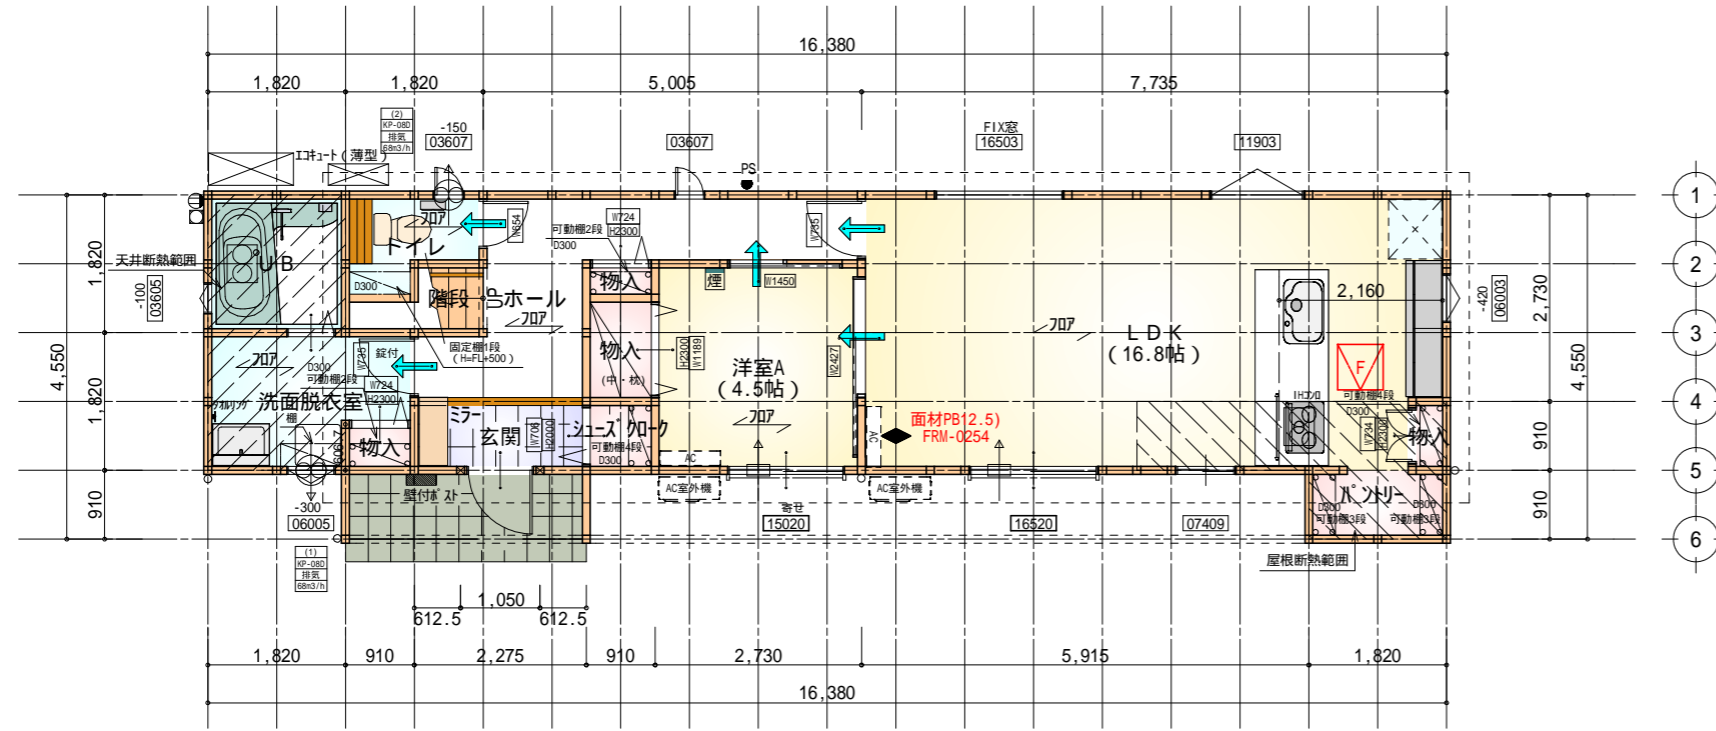 16,380
1,820
1,820
5,005
7,735
(2)
KP-08D
排気
68m3/h
-150
03607
03607
FIX窓
16503
11903
エコキュート(薄型)
PS
1
2
3
4
5
6
4,550
1,820
1,820
910
天井断熱範囲
-100
03605
UB
フロア
トイレ
W654
可動棚2段
D300
W724
H2300
W735
D300
階段
ホール
フロア
物入
煙
W1450
固定棚1段
(H=FL+500)
物入
(中・枕)
H2300
W1189
洋室A
(4.5帖)
フロア
W2427
フロア
LDK
(16.8帖)
2,160
F
-420
06003
2,730
4,550
910
910
フロア
D300
可動棚2段
錠付
W735
W724
H2300
タオルリング
棚
洗面脱衣室
物入
ミラー
玄関
W706
H2000
シューズクローク
可動棚4段
D300
AC
AC
面材PB12.5)
FRM-0254
IHコンロ
可動棚4段
D300
W734
H2300
物入
壁付ポスト
AC室外機
AC室外機
パントリー
D300
可動棚3段
D300
可動棚3段
-300
06005
寄せ
15020
16520
07409
屋根断熱範囲
(1)
KP-08D
排気
68m3/h
1,050
612.5
612.5
1,820
910
2,275
910
2,730
5,915
1,820
16,380